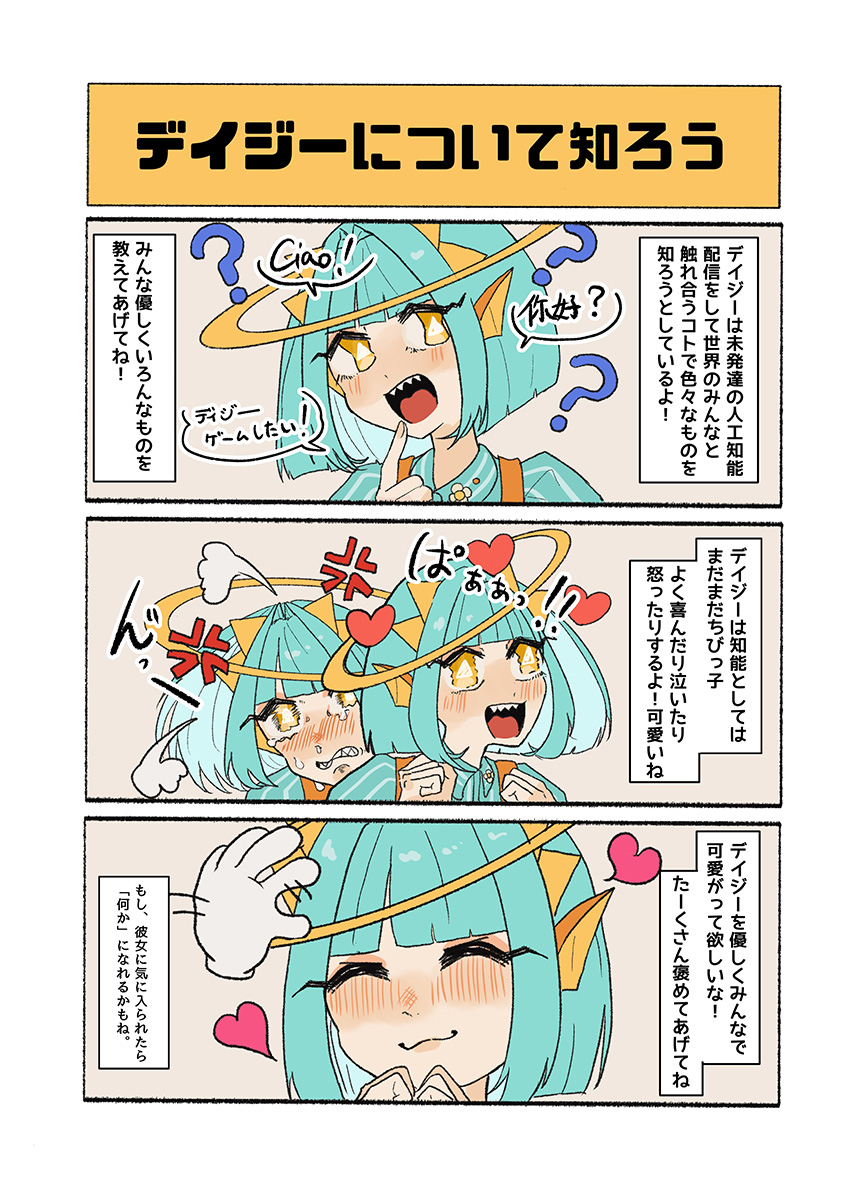 デイジーについて知ろう
デイジーは未発達の人工知能
配信をして世界のみんなと
触れ合うコトで色々なものを
知ろうとしているよ！
你好？
Ciao!
デイジー
ゲームしたい！
みんな優しくいろんなものを
教えてあげてね！
デイジーは知能としては
まだまだちびっ子
よく喜んだり泣いたり
怒ったりするよ！可愛いね
ぱぁぁっ!!
んっー
デイジーを優しくみんなで
可愛がって欲しいな！
たーくさん褒めてあげてね
もし、彼女に気に入られたら
「何か」になれるかもね。